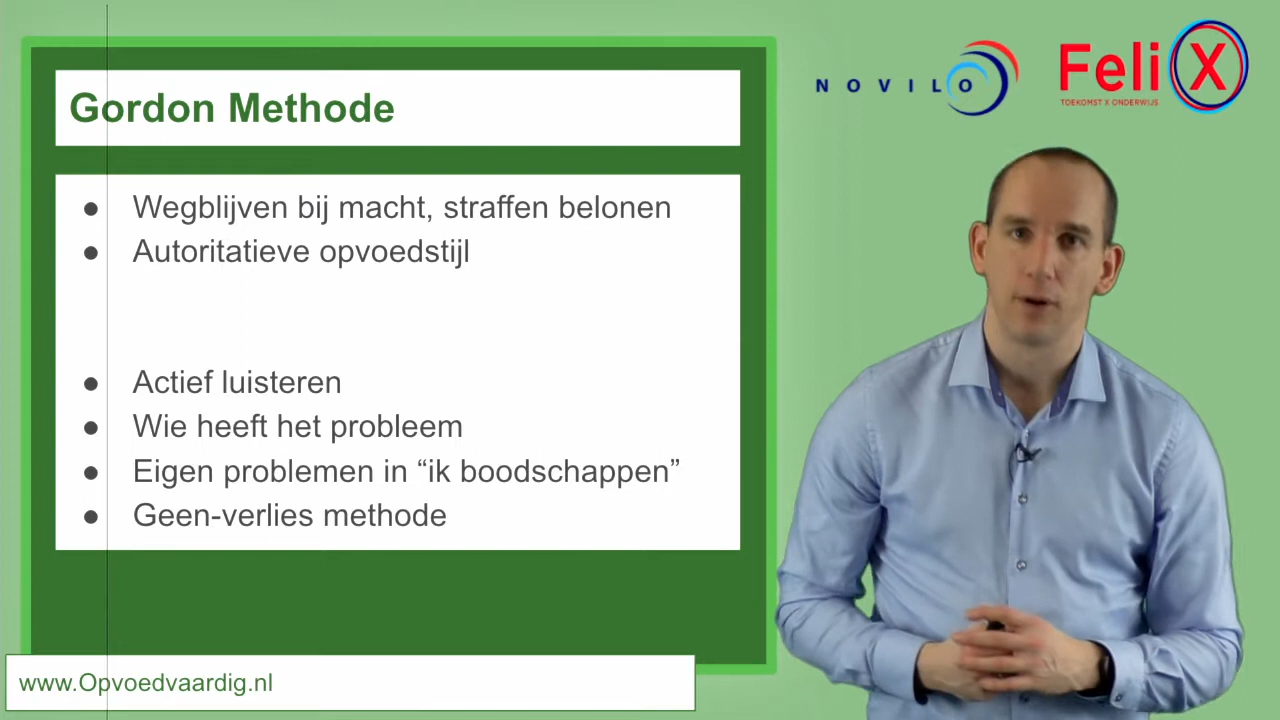 NOVILO
FeliX
TOEKOMST X ONDERWIJS
Gordon Methode
● Wegblijven bij macht, straffen belonen
● Autoritatieve opvoedstijl
● Actief luisteren
● Wie heeft het probleem
● Eigen problemen in “ik boodschappen”
● Geen-verlies methode
www.Opvoedvaardig.nl